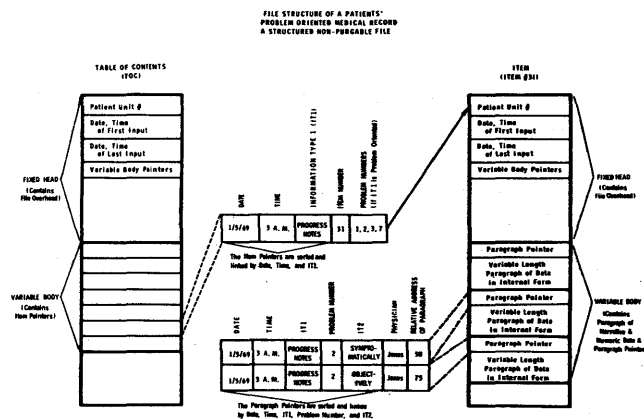 FILE STRUCTURE OF A PATIENTS'
PROBLEM ORIENTED MEDICAL RECORD
A STRUCTURED NON-PURGABLE FILE
TABLE OF CONTENTS
(TOC)
Patient Unit #
Date, Time
of First Input
Date, Time
of Last Input
Variable Body Pointers
FIXED HEAD
(Contains
File Overhead)
VARIABLE BODY
(Contains
Item Pointers)
DATE
TIME
INFORMATION TYPE 1 (IT1)
ITEM NUMBER
PROBLEM NUMBERS
(If IT1 is Problem Oriented)
1/5/69
3 A.M.
PROGRESS
NOTES
31
1, 2, 3, 7
The Item Pointers are sorted and
linked by Date, Time, and IT1.
DATE
TIME
IT1
PROBLEM NUMBER
IT2
PHYSICIAN
RELATIVE ADDRESS
OF PARAGRAPH
1/5/69
3 A.M.
PROGRESS
NOTES
2
SYMPTO-
MATICALLY
Jones
50
1/5/69
3 A.M.
PROGRESS
NOTES
2
OBJECT-
IVELY
Jones
75
The Paragraph Pointers are sorted and
by Date, Time, IT1, Problem Number, and IT2.
ITEM
(ITEM #31)
Patient Unit #
Date, Time
of First Input
Date, Time
of Last Input
Variable Body Pointers
FIXED HEAD
(Contains
File Overhead)
Paragraph Pointer
Variable Length
Paragraph of Data
in Internal Form
Paragraph Pointer
Variable Length
Paragraph of Data
in Internal Form
Paragraph Pointer
Variable Length
Paragraph of Data
in Internal Form
VARIABLE BODY
(Contains
Paragraph of
Narrative &
Numeric Data &
Paragraph Pointer